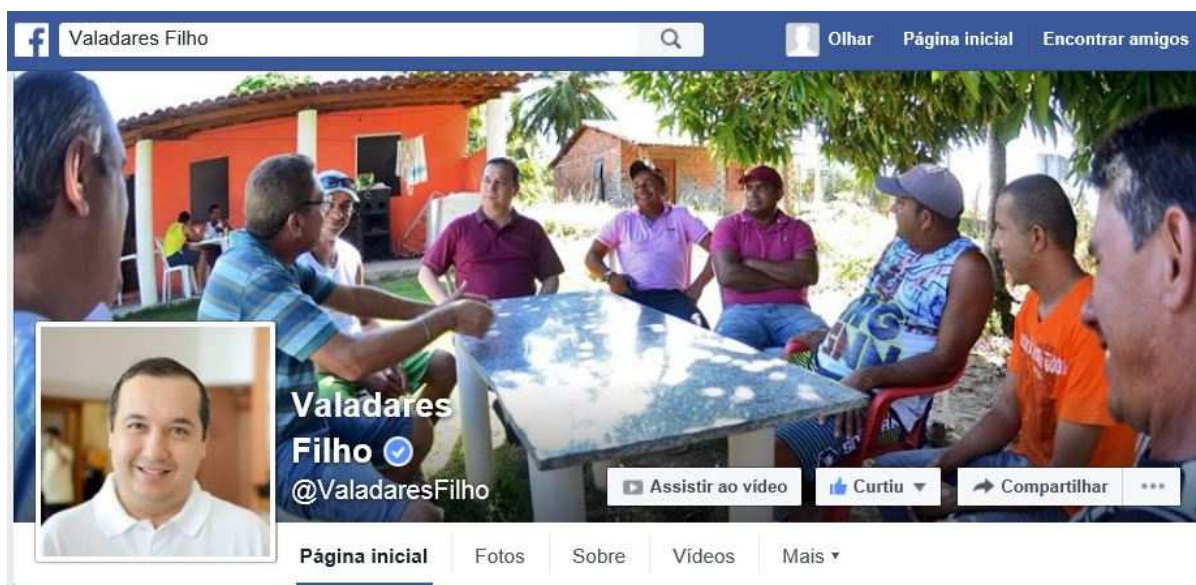 Valadares Filho
Olhar Página inicial Encontrar amigos
Valadares
Filho
@ValadaresFilho
Assistir ao vídeo Curtiu Compartilhar
Página inicial Fotos Sobre Vídeos Mais